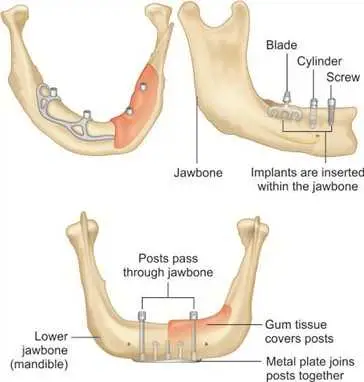 Blade
Cylinder
Screw
Jawbone
Implants are inserted
within the jawbone
Posts pass
through jawbone
Lower
jawbone
(mandible)
Gum tissue
covers posts
Metal plate joins
posts together